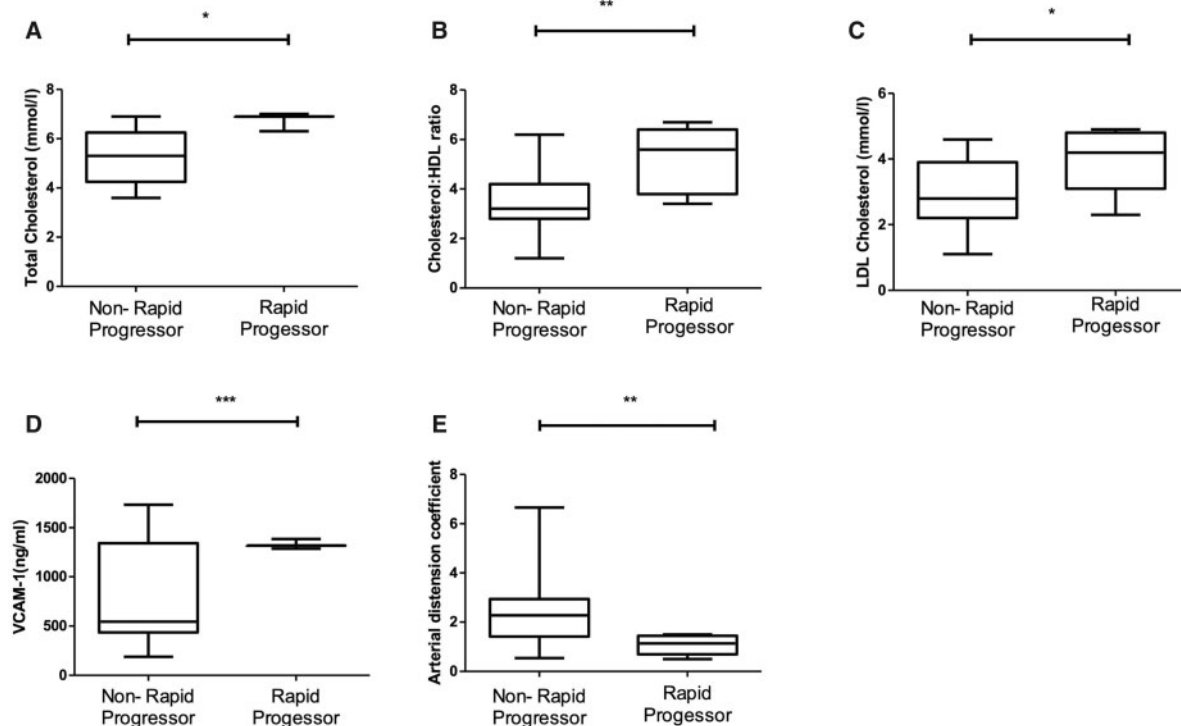 A
*
Total Cholesterol (mmol/l)
8
6
4
2
0
Non- Rapid
Progressor
Rapid
Progessor
B
**
Cholesterol:HDL ratio
8
6
4
2
0
Non- Rapid
Progressor
Rapid
Progessor
C
*
LDL Cholesterol (mmol/l)
6
4
2
0
Non- Rapid
Progressor
Rapid
Progessor
D
***
VCAM-1(ng/ml)
2000
1500
1000
500
0
Non- Rapid
Progressor
Rapid
Progessor
E
**
Arterial distension coefficient
8
6
4
2
0
Non- Rapid
Progressor
Rapid
Progessor